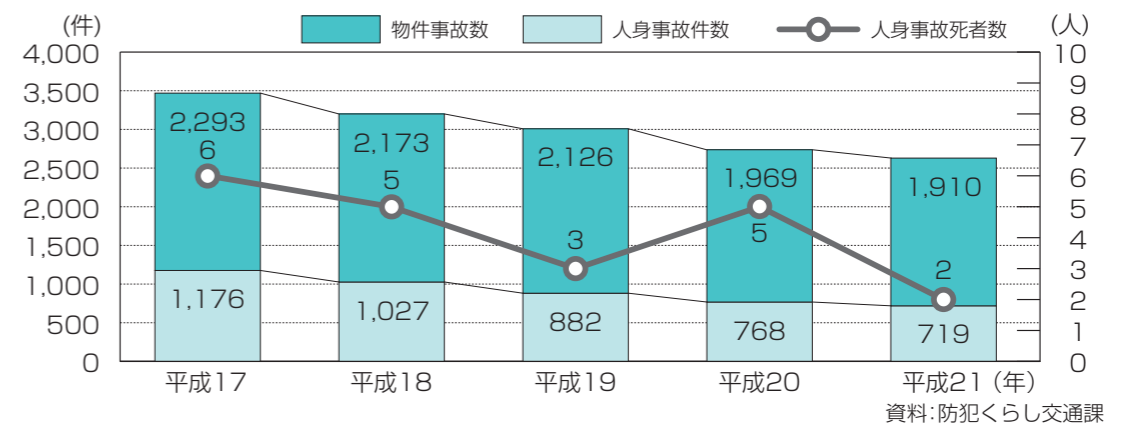 (件) 物件事故数 人身事故件数 人身事故死者数 (人)
4,000 10
3,500 9
3,000 8
2,500 7
2,000 6
1,500 5
1,000 4
500 3
0 2
1
0
2,293 2,173 2,126 1,969 1,910
6 5 3 5 2
1,176 1,027 882 768 719
平成17 平成18 平成19 平成20 平成21 (年)
資料:防犯くらし交通課